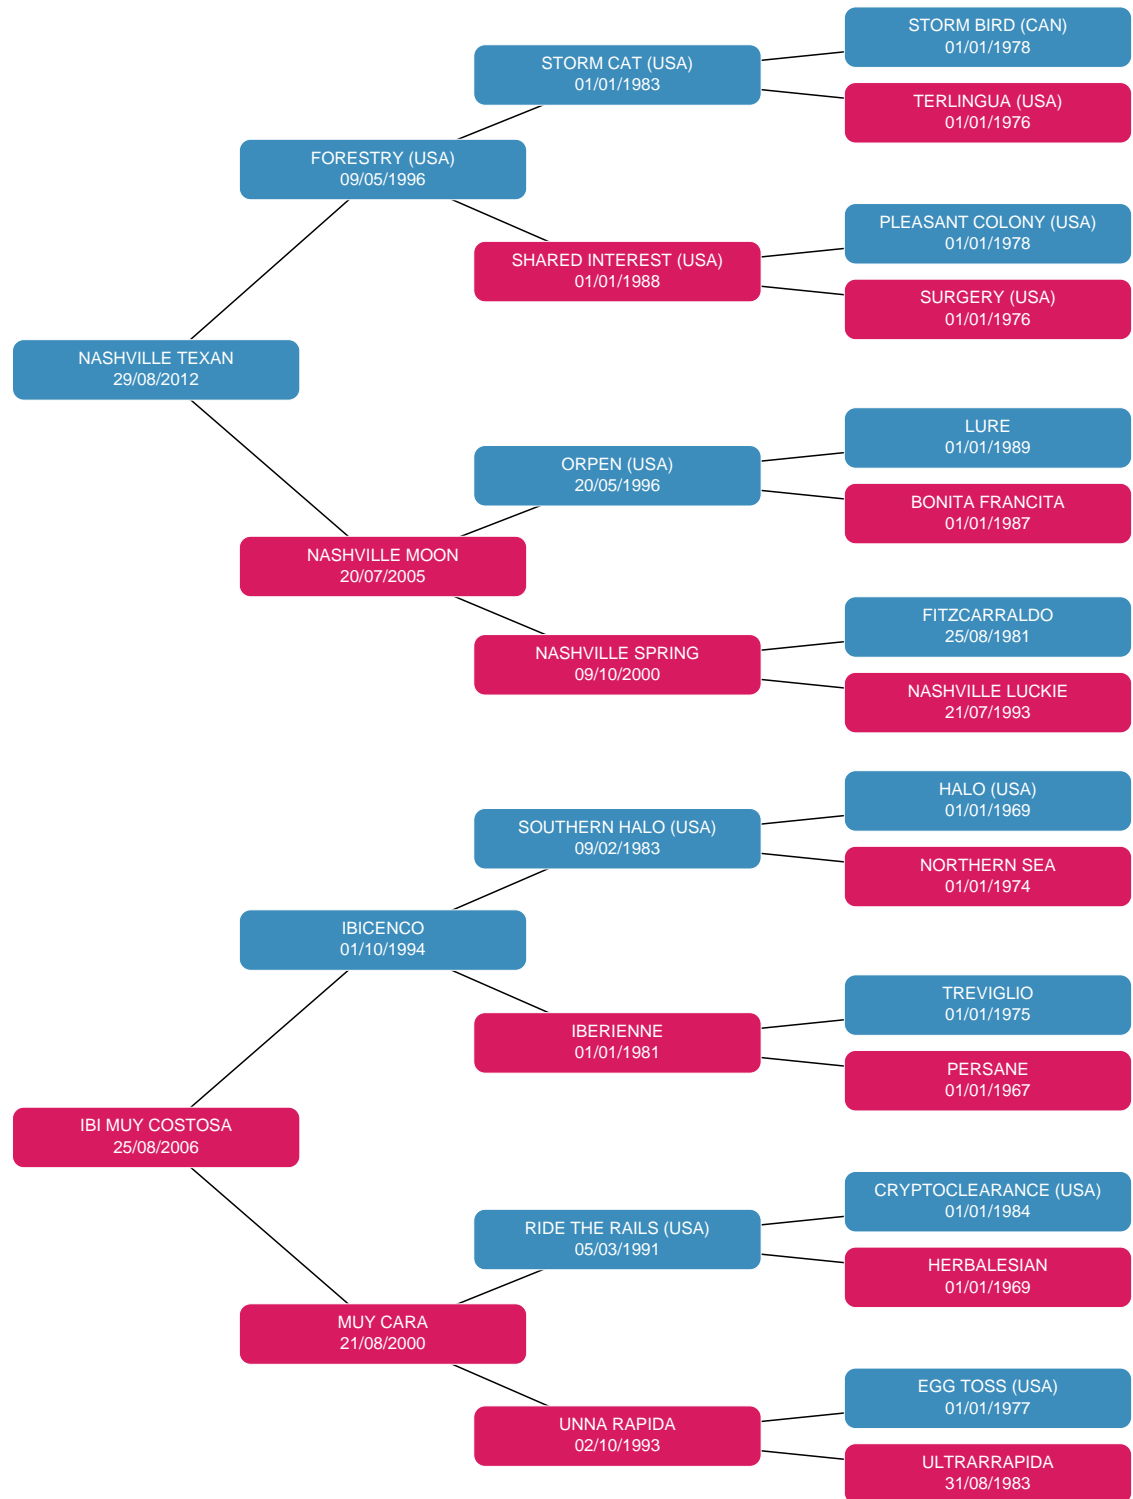 STORM BIRD (CAN)
01/01/1978
STORM CAT (USA)
01/01/1983
TERLINGUA (USA)
01/01/1976
FORESTRY (USA)
09/05/1996
PLEASANT COLONY (USA)
01/01/1978
SHARED INTEREST (USA)
01/01/1988
SURGERY (USA)
01/01/1976
NASHVILLE TEXAN
29/08/2012
LURE
01/01/1989
ORPEN (USA)
20/05/1996
BONITA FRANCITA
01/01/1987
NASHVILLE MOON
20/07/2005
FITZCARRALDO
25/08/1981
NASHVILLE SPRING
09/10/2000
NASHVILLE LUCKIE
21/07/1993
HALO (USA)
01/01/1969
SOUTHERN HALO (USA)
09/02/1983
NORTHERN SEA
01/01/1974
IBICENCO
01/10/1994
TREVIGLIO
01/01/1975
IBERIENNE
01/01/1981
PERSANE
01/01/1967
IBI MUY COSTOSA
25/08/2006
CRYPTOCLEARANCE (USA)
01/01/1984
RIDE THE RAILS (USA)
05/03/1991
HERBALESIAN
01/01/1969
MUY CARA
21/08/2000
EGG TOSS (USA)
01/01/1977
UNNA RAPIDA
02/10/1993
ULTRARRAPIDA
31/08/1983